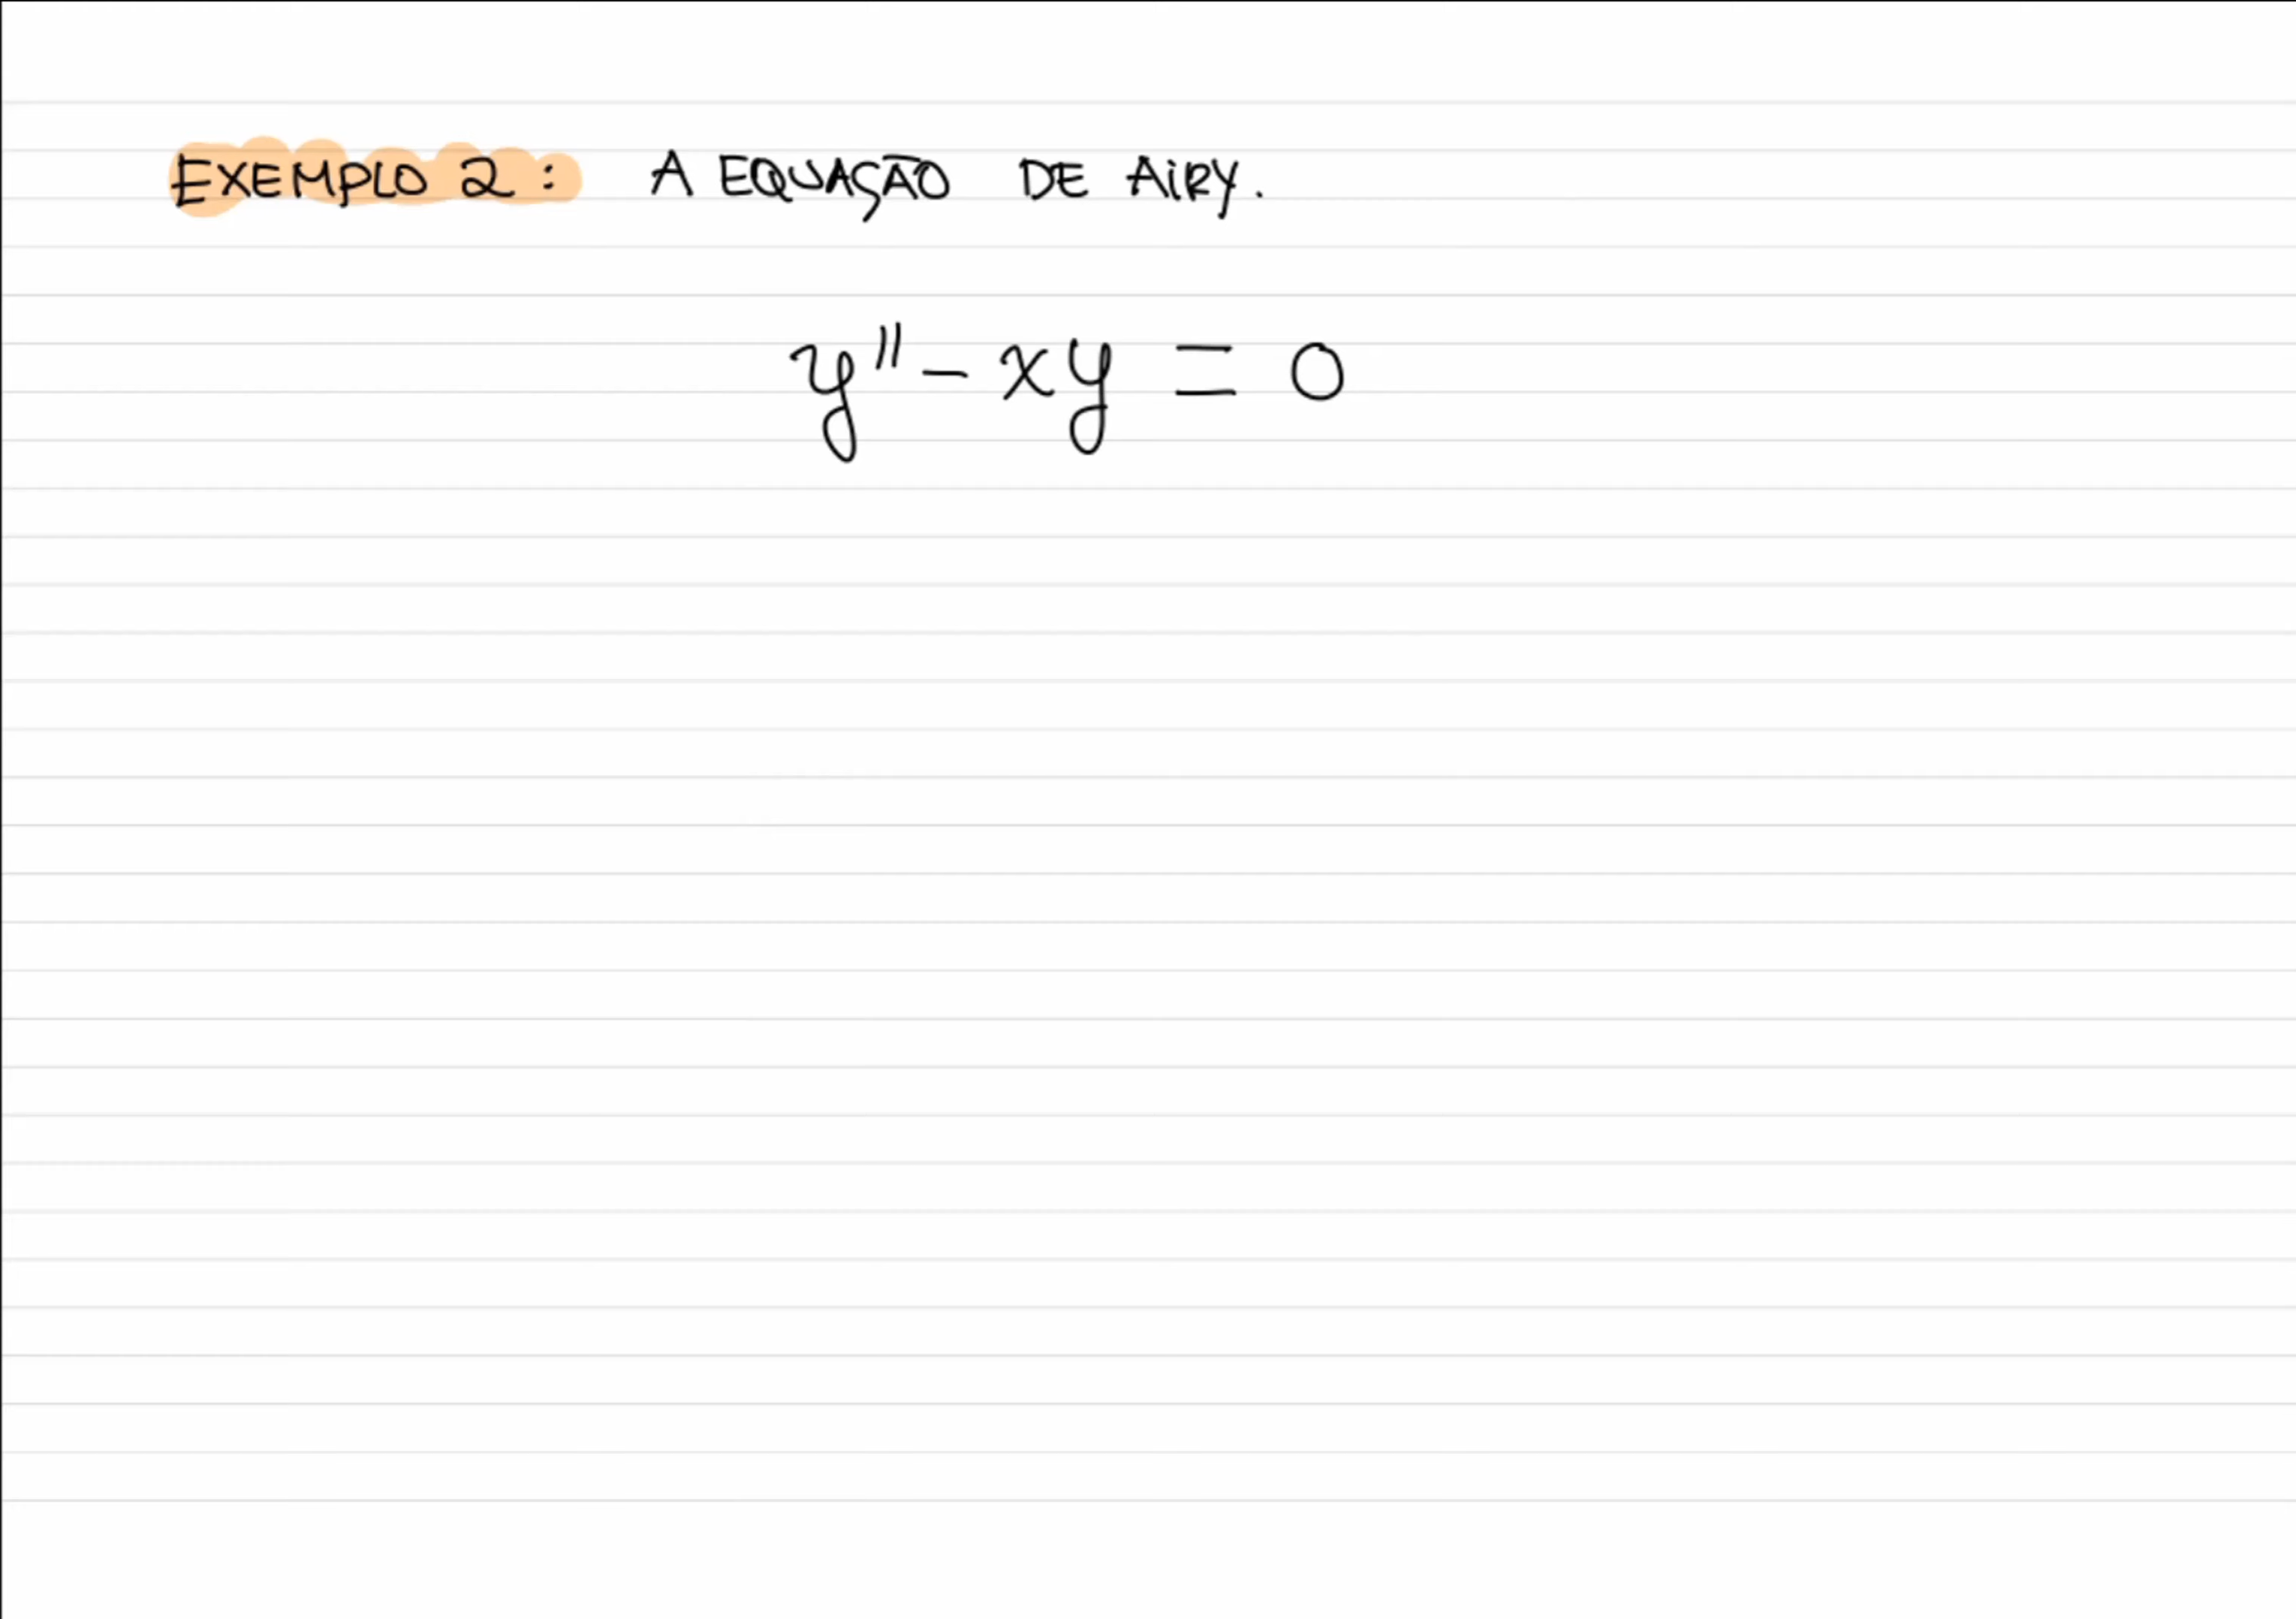 EXEMPLO 2: A EQUAÇÃO DE AIRY.
y'' - xy = 0